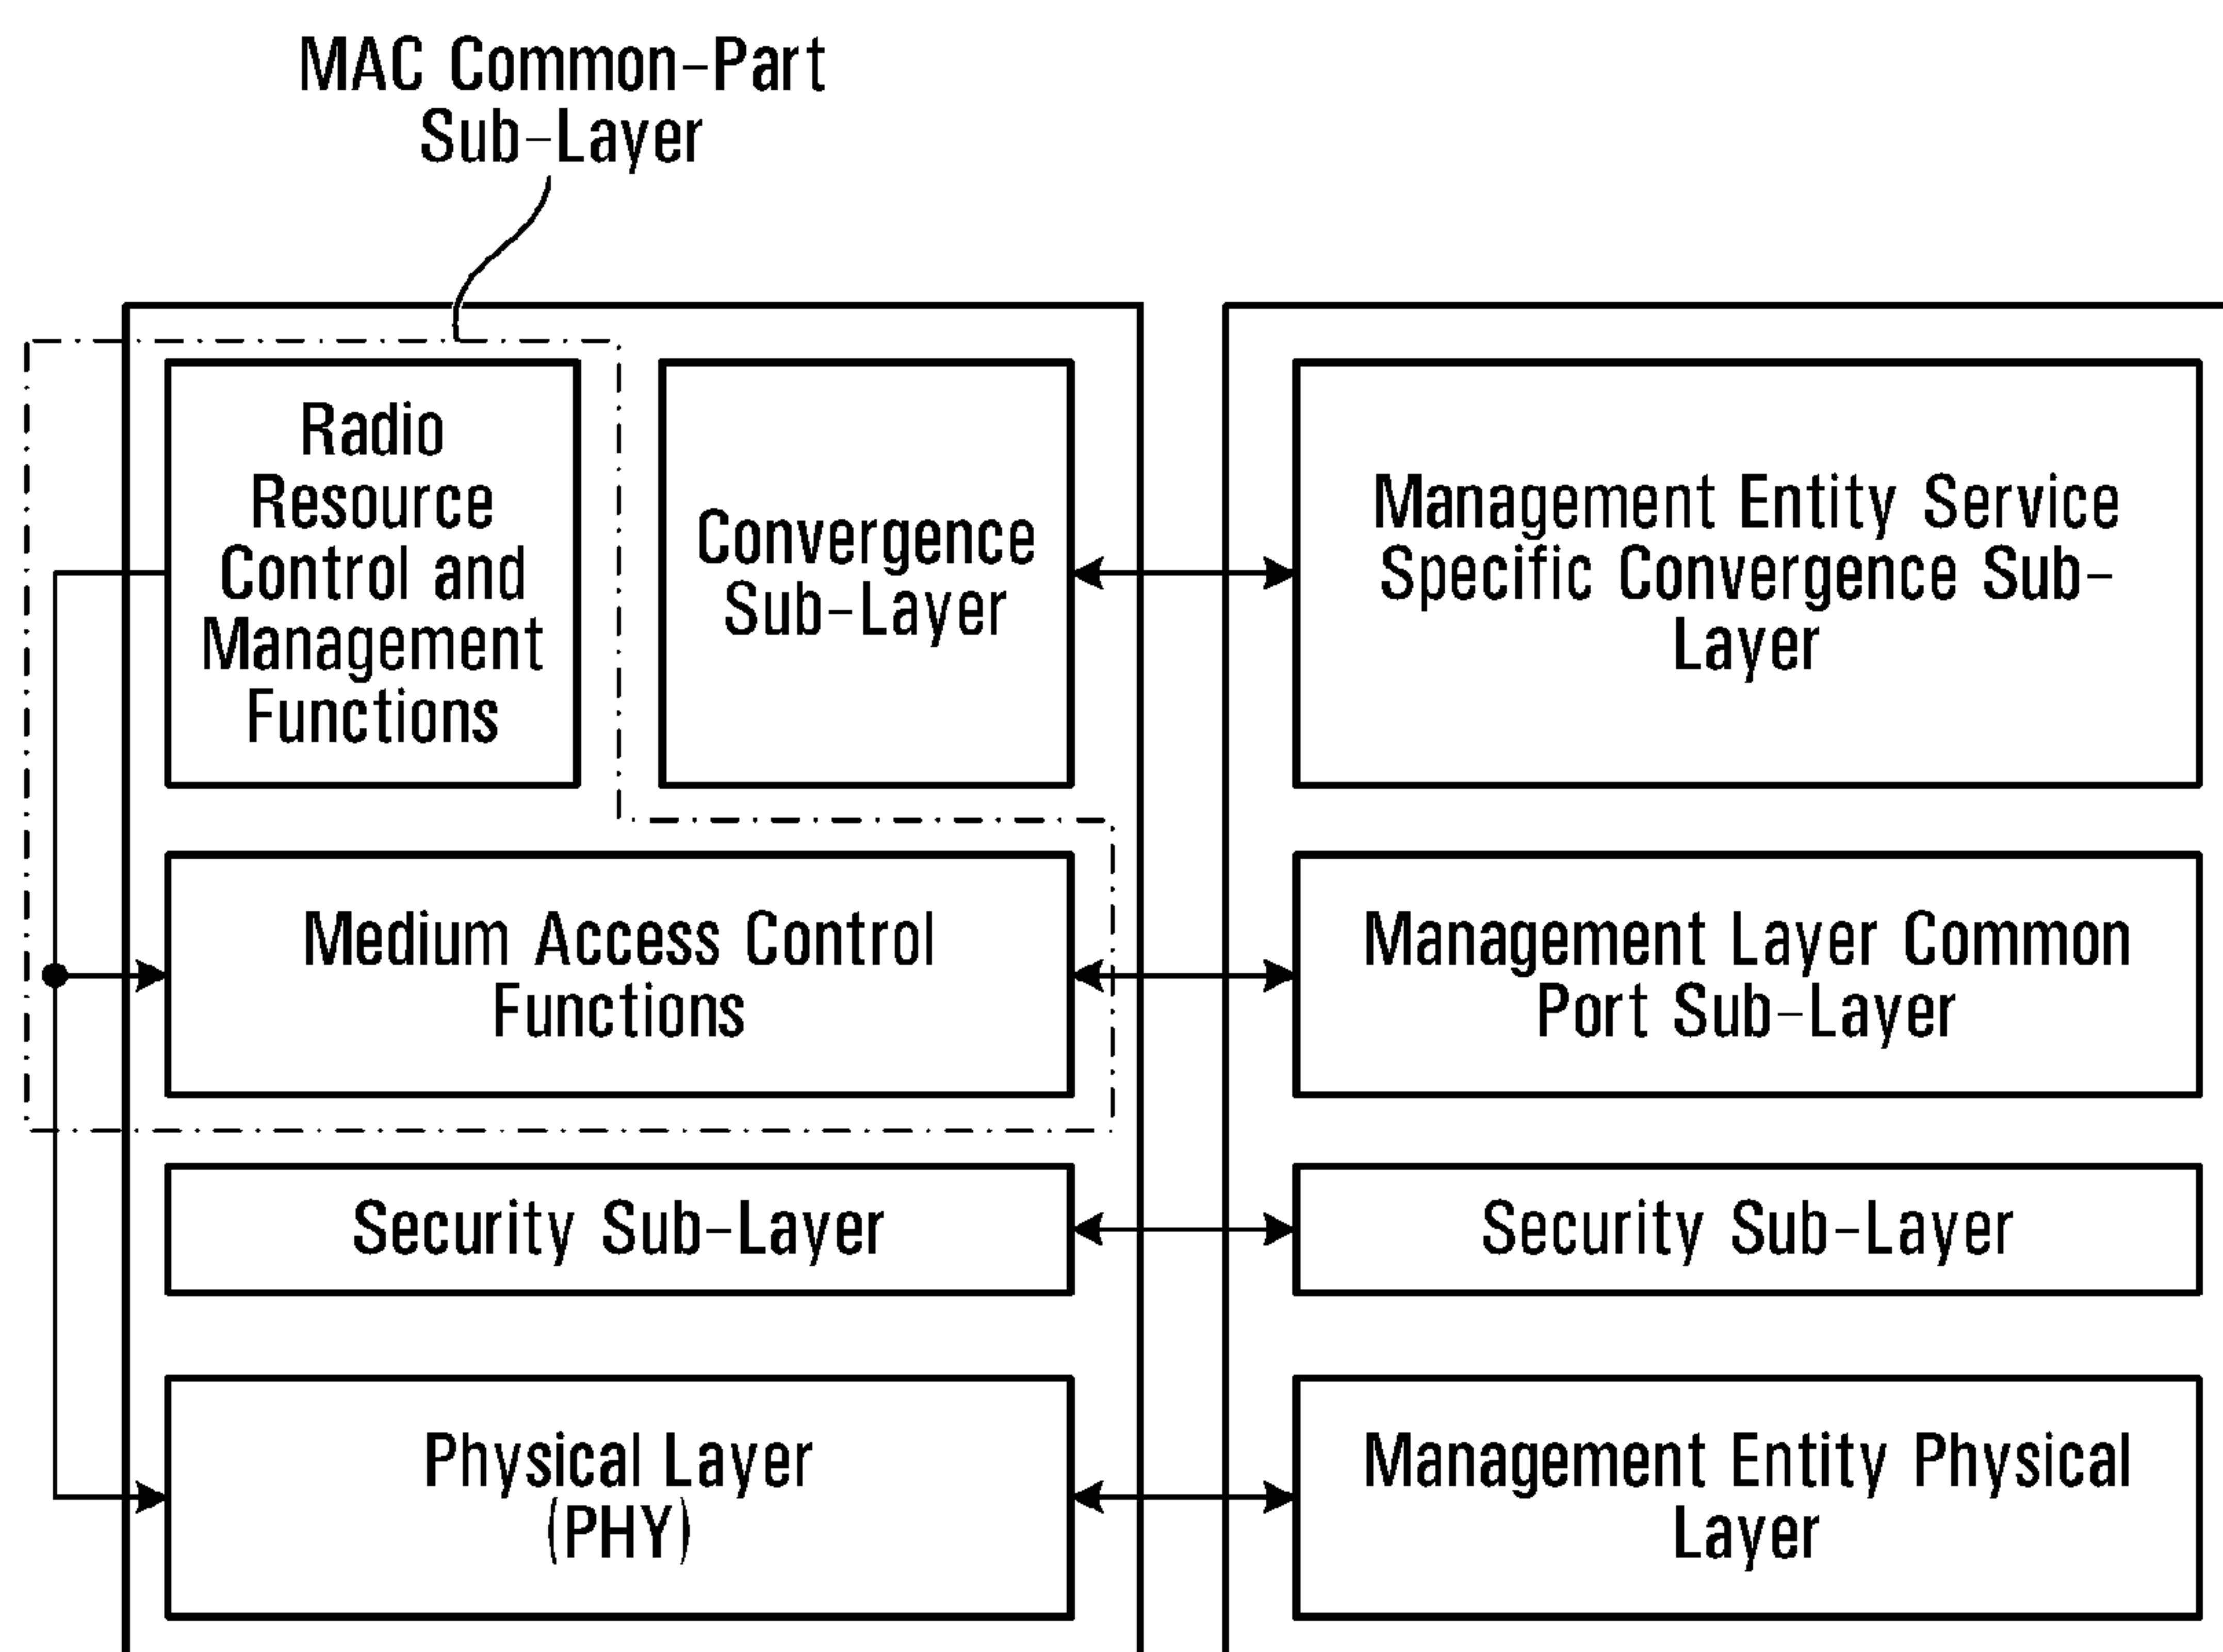 MAC Common-Part
Sub-Layer
Radio
Resource
Control and
Management
Functions
Convergence
Sub-Layer
Management Entity Service
Specific Convergence Sub-
Layer
Medium Access Control
Functions
Management Layer Common
Port Sub-Layer
Security Sub-Layer
Security Sub-Layer
Physical Layer
(PHY)
Management Entity Physical
Layer